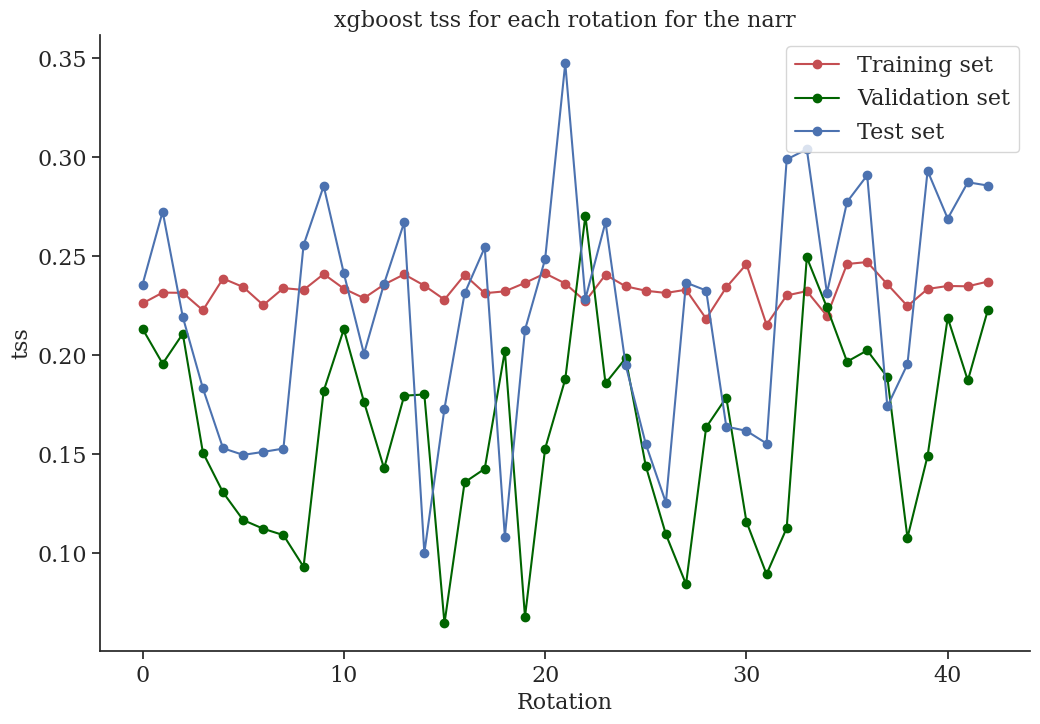 xgboost tss for each rotation for the narr
Training set
Validation set
Test set
tss
0.35
0.30
0.25
0.20
0.15
0.10
0 10 20 30 40
Rotation